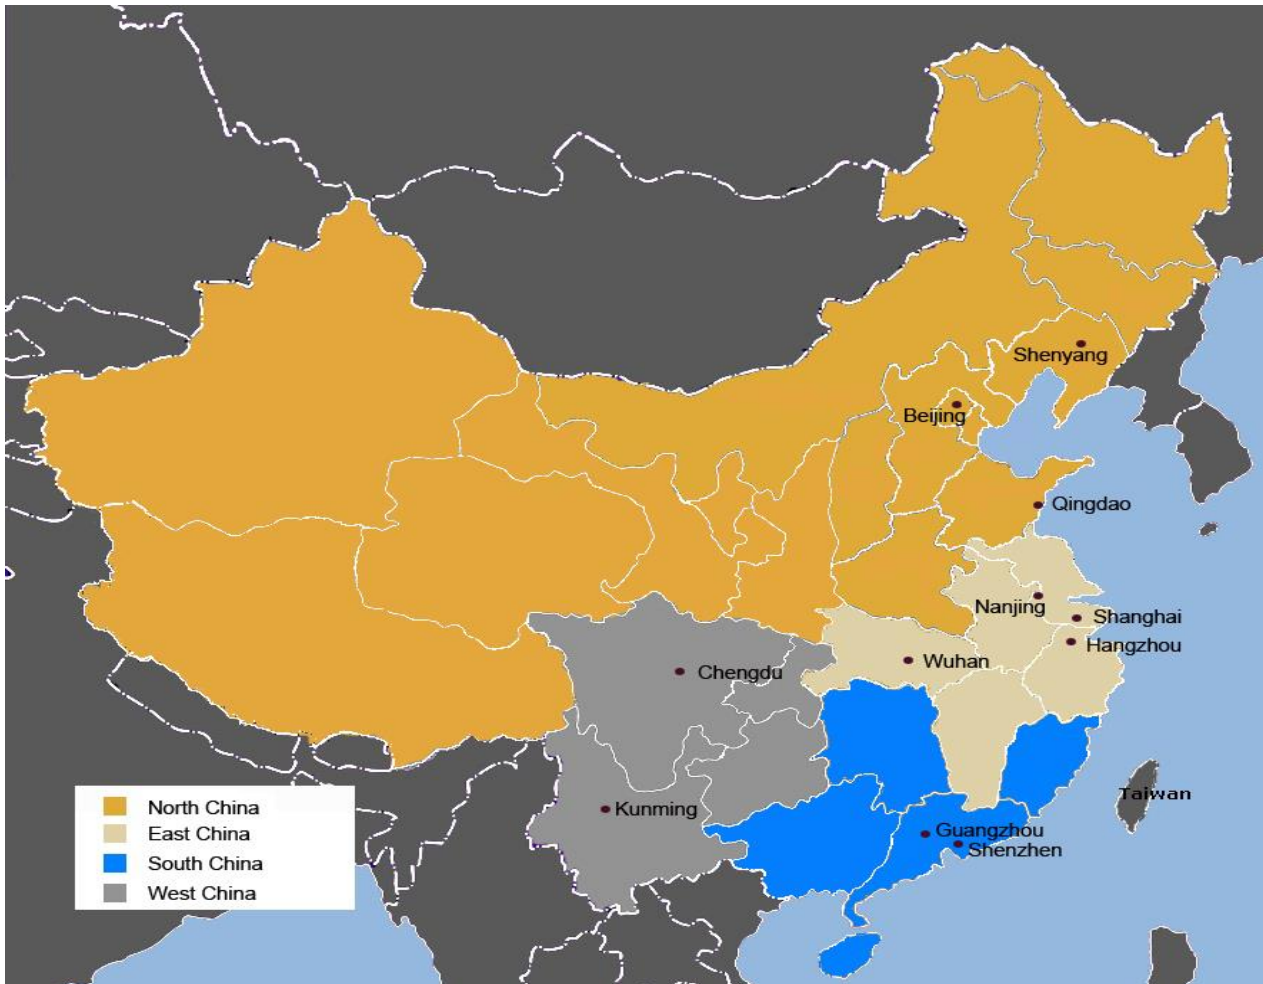 Shenyang
Beijing
Qingdao
Nanjing
Shanghai
Hangzhou
Wuhan
Chengdu
Taiwan
Kunming
Guangzhou
Shenzhen
North China
East China
South China
West China